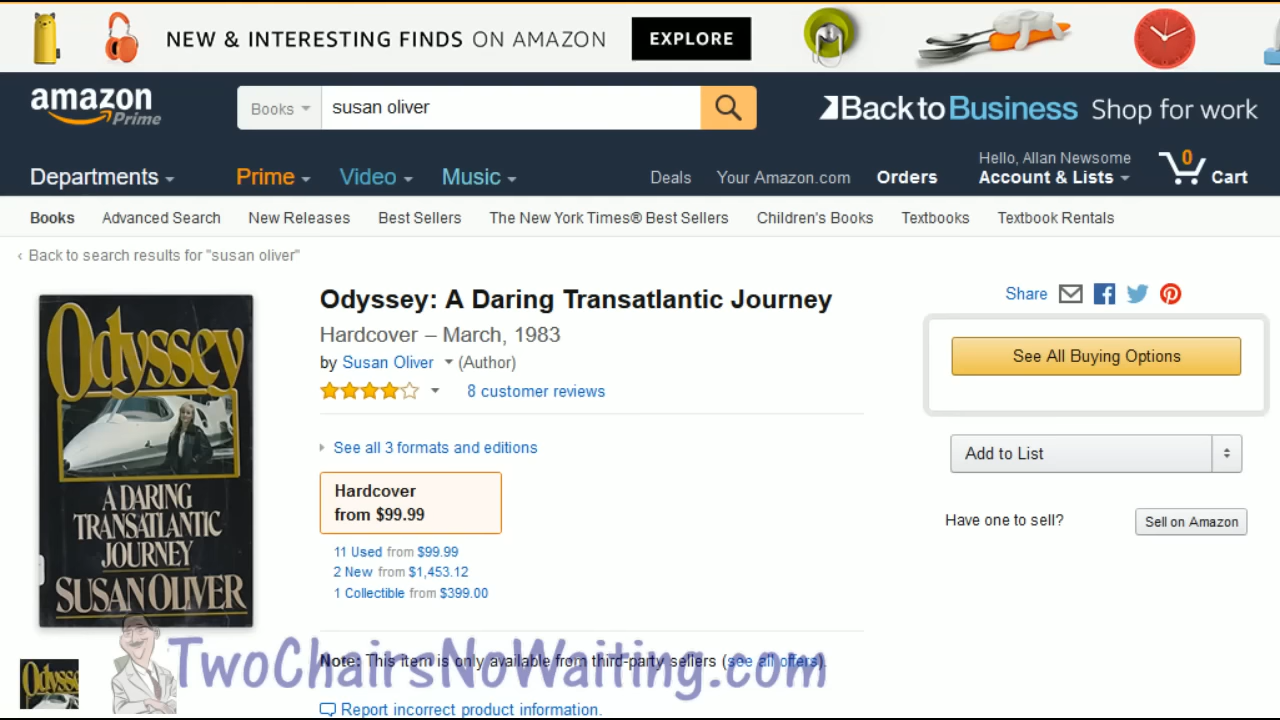 NEW & INTERESTING FINDS ON AMAZON EXPLORE
amazon Prime
Books susan oliver
Back to Business Shop for work
Departments Prime Video Music
Deals Your Amazon.com Orders
Hello, Allan Newsome
Account & Lists
0 Cart
Books Advanced Search New Releases Best Sellers The New York Times® Best Sellers Children's Books Textbooks Textbook Rentals
‹ Back to search results for "susan oliver"
Odyssey
A DARING
TRANSATLANTIC
JOURNEY
SUSAN OLIVER
Odyssey: A Daring Transatlantic Journey
Hardcover – March, 1983
by Susan Oliver (Author)
8 customer reviews
See all 3 formats and editions
Hardcover
from $99.99
11 Used from $99.99
2 New from $1,453.12
1 Collectible from $399.00
Share
See All Buying Options
Add to List
Have one to sell? Sell on Amazon
Note: This item is only available from third-party sellers (see all offers).
TwoChairsNoWaiting.com
Report incorrect product information.